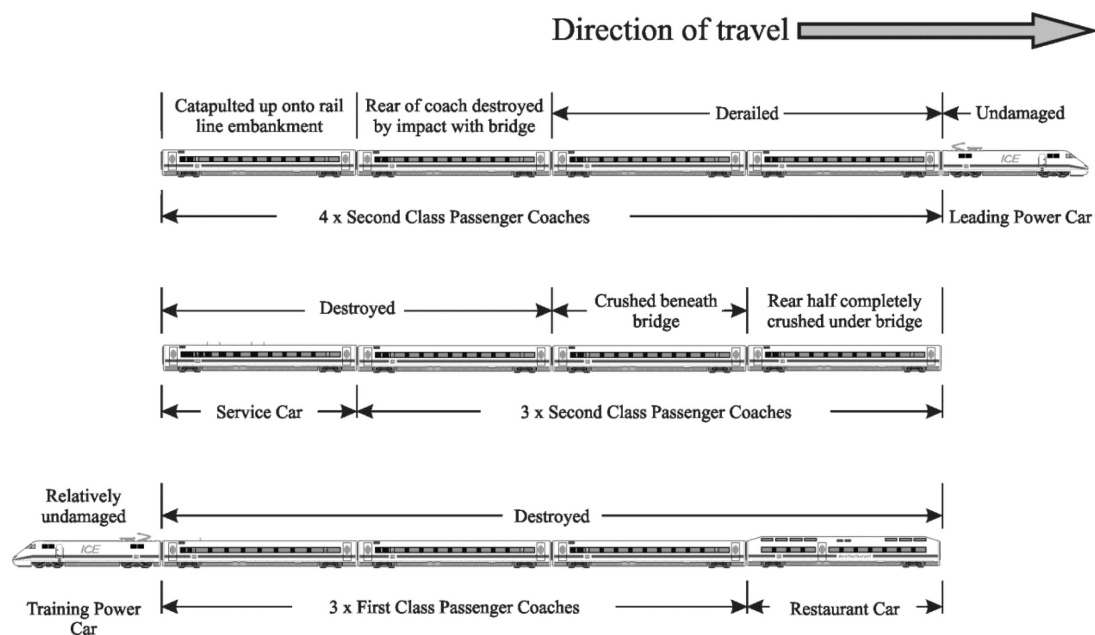 Direction of travel
Catapulted up onto rail
line embankment
Rear of coach destroyed
by impact with bridge
Derailed
Undamaged
ICE
4 x Second Class Passenger Coaches
Leading Power Car
Destroyed
Crushed beneath
bridge
Rear half completely
crushed under bridge
Service Car
3 x Second Class Passenger Coaches
Relatively
undamaged
Destroyed
ICE
Training Power
Car
3 x First Class Passenger Coaches
Restaurant Car